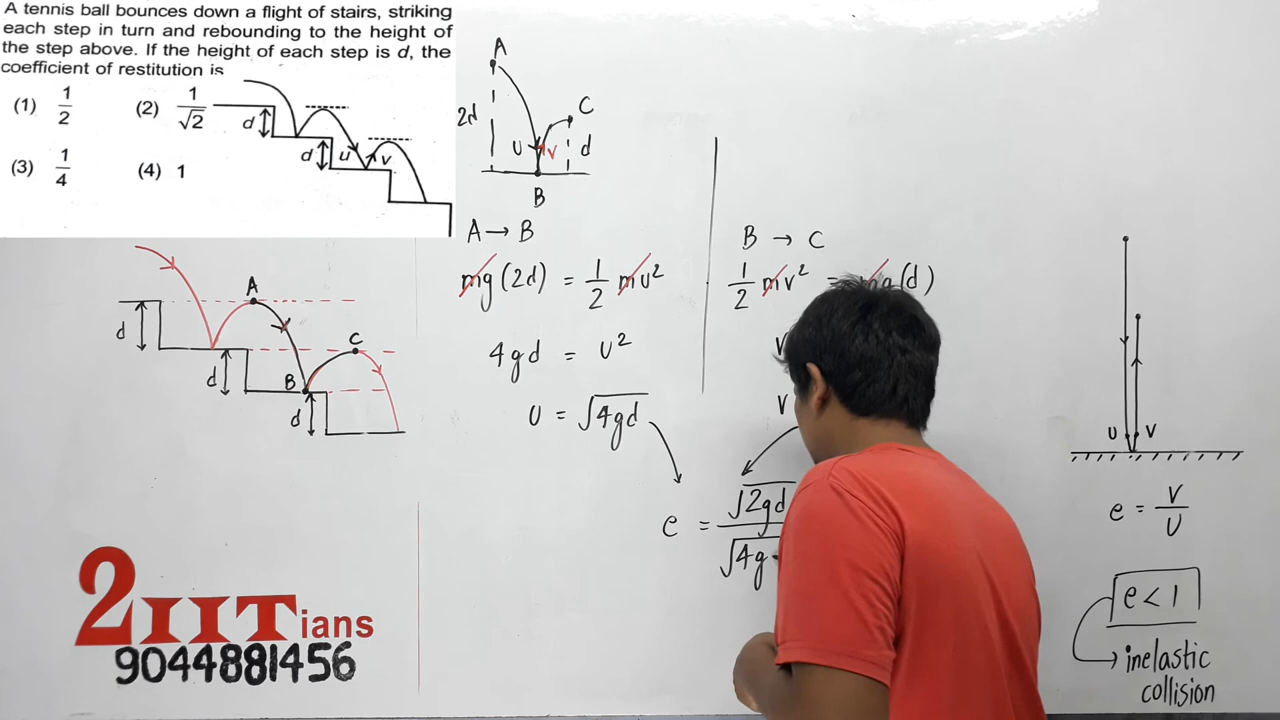 A tennis ball bounces down a flight of stairs, striking
each step in turn and rebounding to the height of
the step above. If the height of each step is d, the
coefficient of restitution is
(1) 1/2 (2) 1/√2
(3) 1/4 (4) 1
d
d
u
v
A
2d
C
U
V
d
B
A → B
mg(2d) = 1/2 mu²
4gd = U²
U = √4gd
B → C
1/2 mv² = mg(d)
V
V
e = √2gd / √4g
A
d
C
d
B
d
U V
e = V/U
e < 1
inelastic
collision
2IITians
9044881456